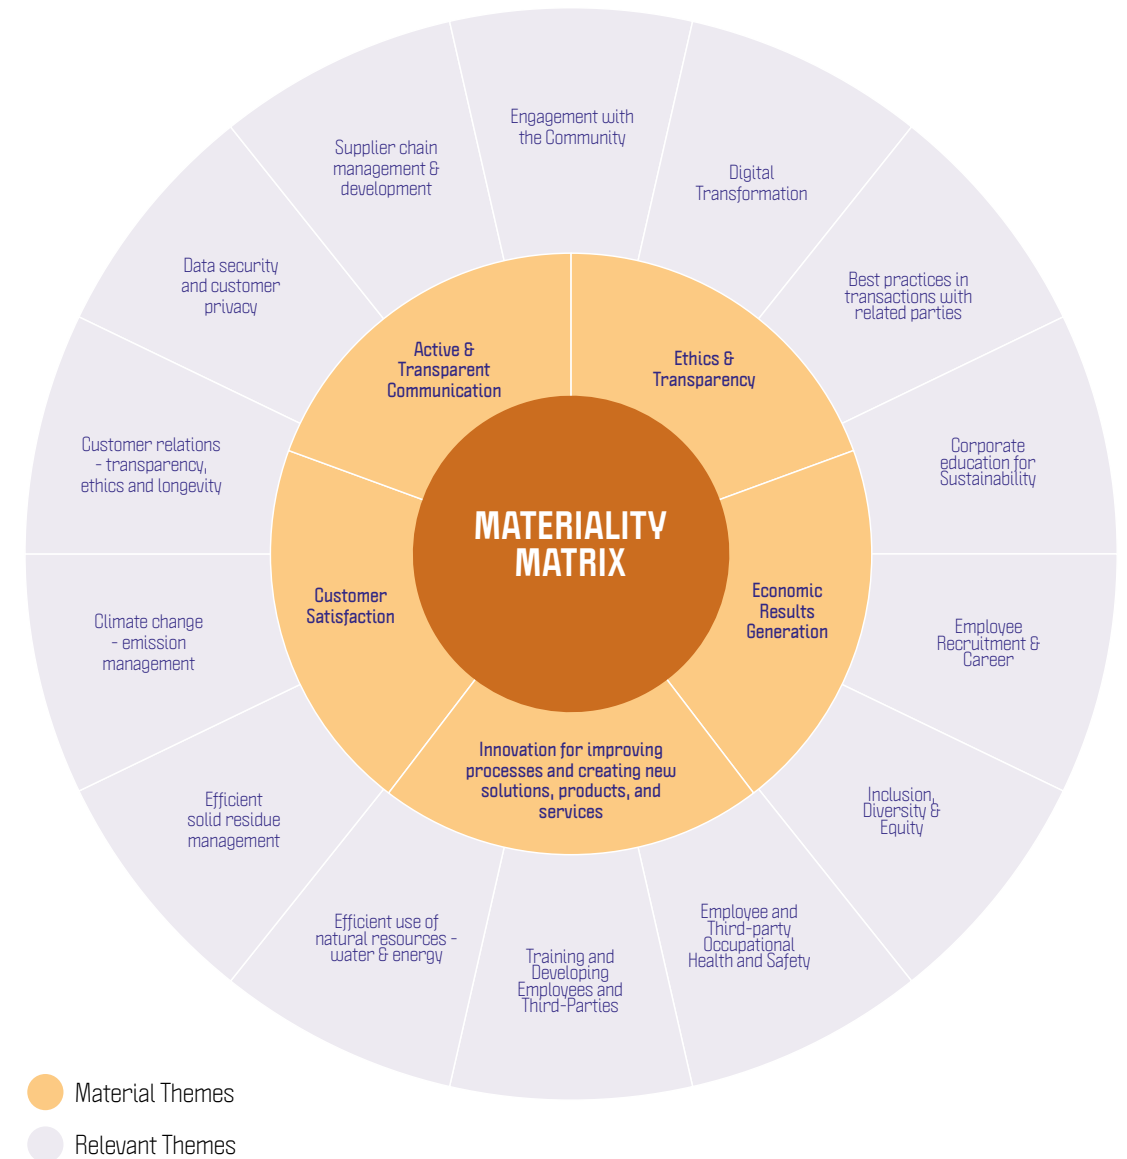 Engagement with
the Community
Digital
Transformation
Best practices in
transactions with
related parties
Corporate
education for
Sustainability
Employee
Recruitment &
Career
Inclusion,
Diversity &
Equity
Employee and
Third-party
Occupational
Health and Safety
Training and
Developing
Employees and
Third-Parties
Efficient use of
natural resources -
water & energy
Efficient
solid residue
management
Climate change
- emission
management
Customer relations
- transparency,
ethics and longevity
Data security
and customer
privacy
Supplier chain
management &
development
Active &
Transparent
Communication
Ethics &
Transparency
Economic
Results
Generation
Innovation for improving
processes and creating new
solutions, products, and
services
Customer
Satisfaction
MATERIALITY
MATRIX
Material Themes
Relevant Themes